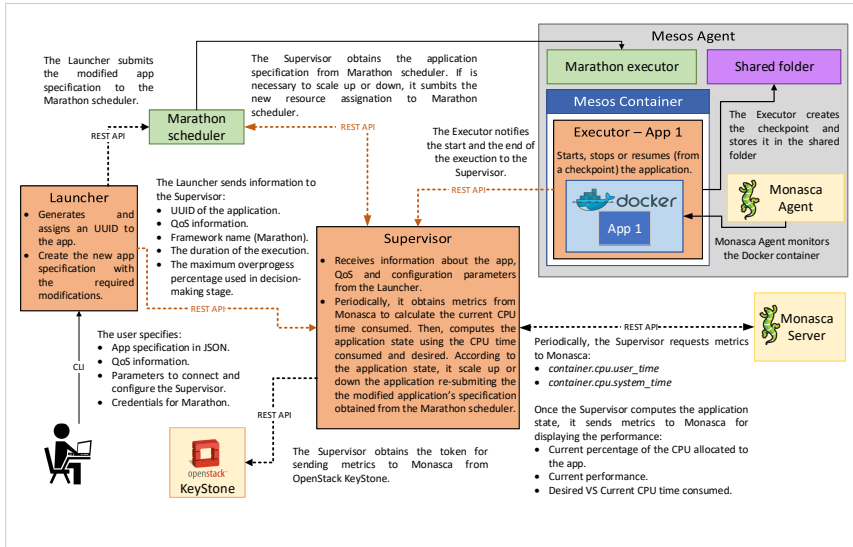 Mesos Agent
Marathon executor
Shared folder
Mesos Container
Executor – App 1
Starts, stops or resumes (from
a checkpoint) the application.
docker
App 1
The Executor creates
the checkpoint and
stores it in the shared
folder
Monasca
Agent
Monasca Agent monitors
the Docker container
The Launcher submits
the modified app
specification to the
Marathon scheduler.
The Supervisor obtains the application
specification from Marathon scheduler. If is
necessary to scale up or down, it sumbits the
new resource assignation to Marathon
scheduler.
REST API
Marathon
scheduler
REST API
The Executor notifies
the start and the end of
the exeuction to the
Supervisor.
REST API
Launcher
• Generates and
assigns an UUID to
the app.
• Create the new app
specification with
the required
modifications.
The Launcher sends information to
the Supervisor:
• UUID of the application.
• QoS information.
• Framework name (Marathon).
• The duration of the execution.
• The maximum overprogess
percentage used in decision-
making stage.
REST API
Supervisor
• Receives information about the app,
QoS and configuration parameters
from the Launcher.
• Periodically, it obtains metrics from
Monasca to calculate the current CPU
time consumed. Then, computes the
application state using the CPU time
consumed and desired. According to
the application state, it scale up or
down the application re-submiting the
the modified application's specification
obtained from the Marathon scheduler.
REST API
Monasca
Server
Periodically, the Supervisor requests metrics
to Monasca:
• container.cpu.user_time
• container.cpu.system_time
Once the Supervisor computes the application
state, it sends metrics to Monasca for
displaying the performance:
• Current percentage of the CPU allocated to
the app.
• Current performance.
• Desired VS Current CPU time consumed.
CLI
The user specifies:
• App specification in JSON.
• QoS information.
• Parameters to connect and
configure the Supervisor.
• Credentials for Marathon.
REST API
openstack
KeyStone
The Supervisor obtains the token for
sending metrics to Monasca from
OpenStack KeyStone.